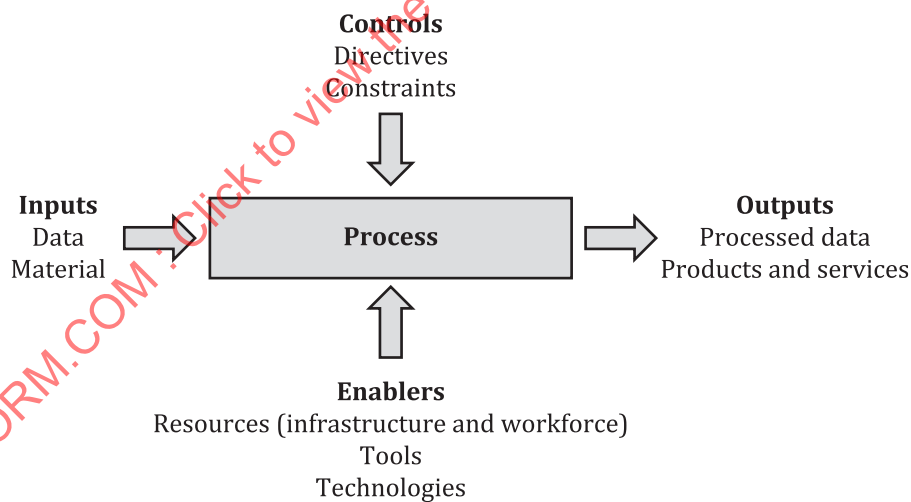 Controls
Directives
Constraints
Inputs
Data
Material
Process
Outputs
Processed data
Products and services
Enablers
Resources (infrastructure and workforce)
Tools
Technologies
ORM.COM : Click to view the